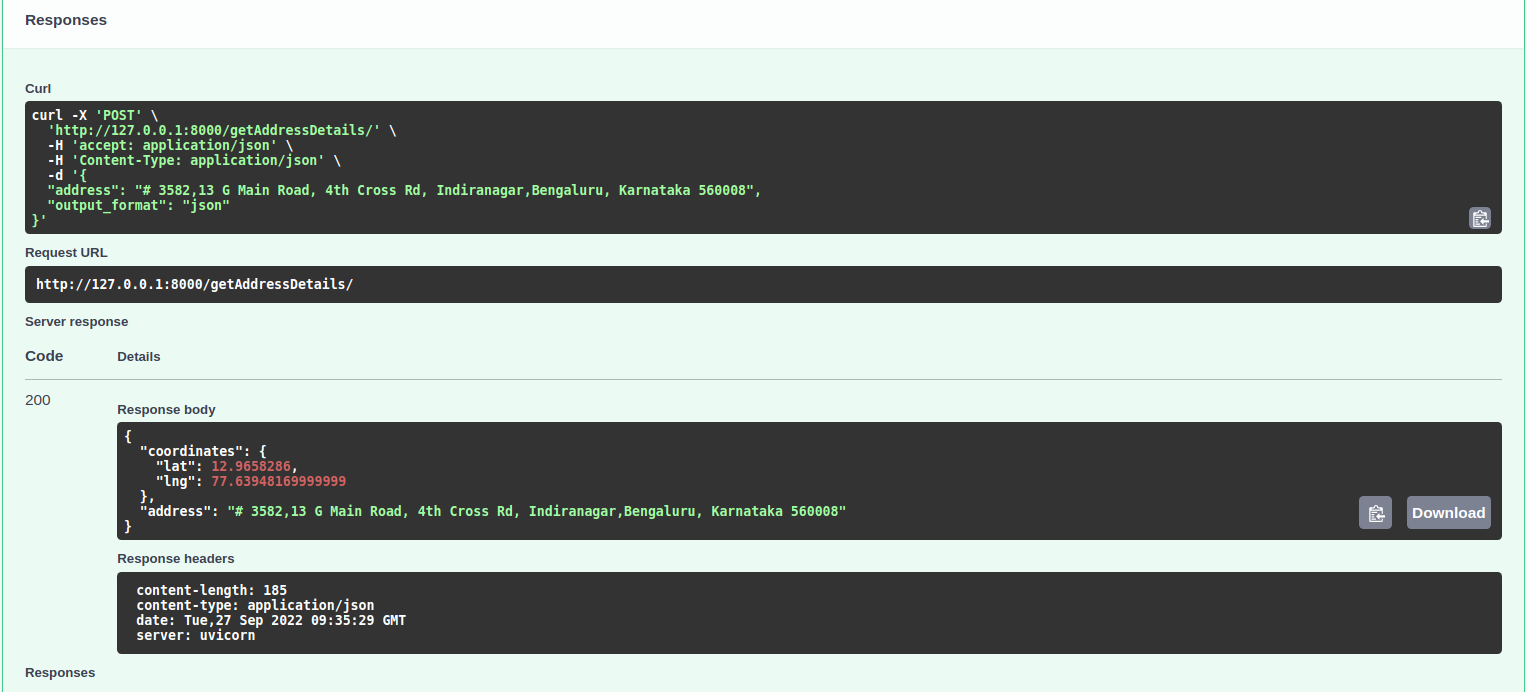 Responses
Curl
curl -X 'POST' \
  'http://127.0.0.1:8000/getAddressDetails/' \
  -H 'accept: application/json' \
  -H 'Content-Type: application/json' \
  -d '{
  "address": "# 3582,13 G Main Road, 4th Cross Rd, Indiranagar,Bengaluru, Karnataka 560008",
  "output_format": "json"
}'
Request URL
http://127.0.0.1:8000/getAddressDetails/
Server response
Code Details
200
Response body
{
  "coordinates": {
    "lat": 12.9658286,
    "lng": 77.63948169999999
  },
  "address": "# 3582,13 G Main Road, 4th Cross Rd, Indiranagar,Bengaluru, Karnataka 560008"
}
Download
Response headers
content-length: 185
content-type: application/json
date: Tue,27 Sep 2022 09:35:29 GMT
server: uvicorn
Responses